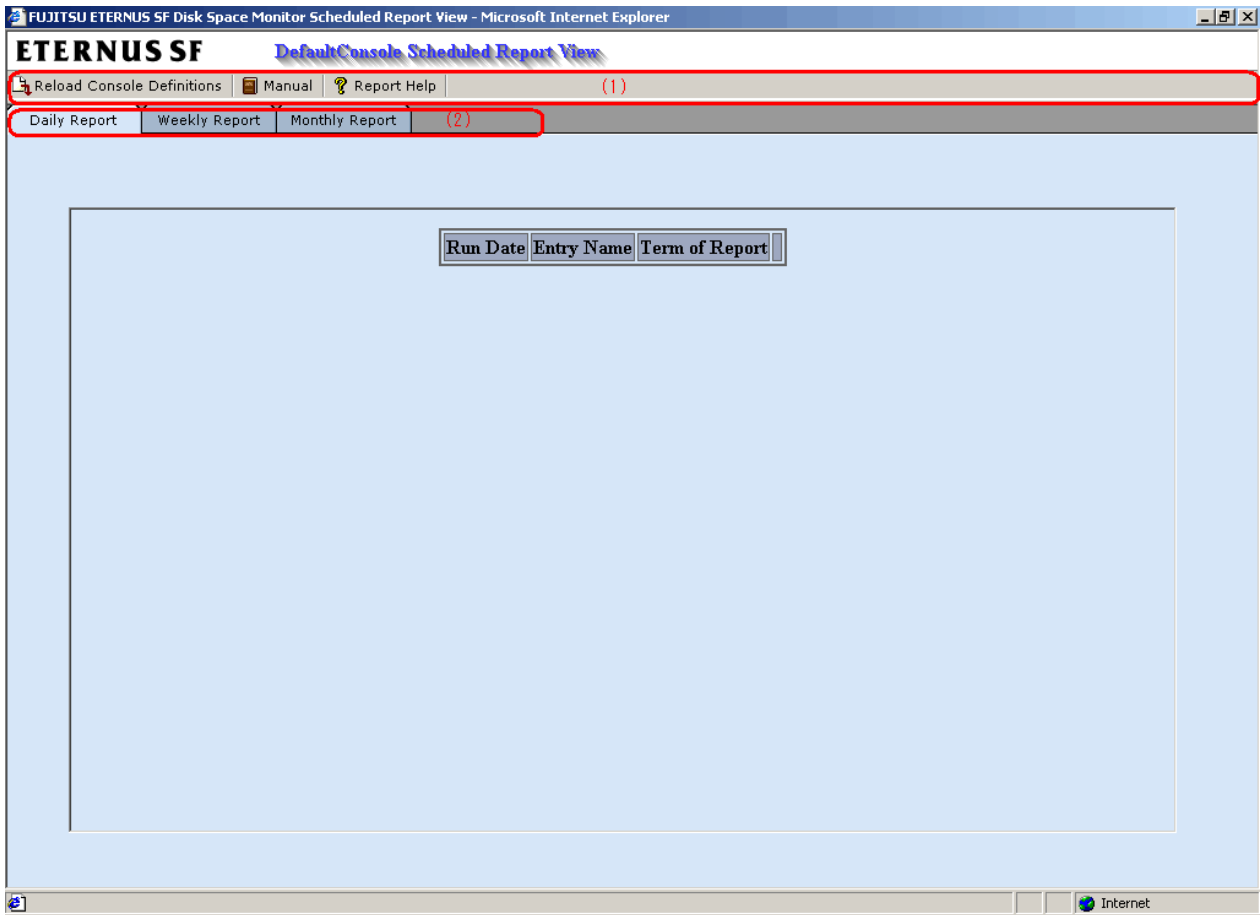 FUJITSU ETERNUS SF Disk Space Monitor Scheduled Report View - Microsoft Internet Explorer
ETERNUS SF DefaultConsole Scheduled Report View
Reload Console Definitions Manual Report Help (1)
Daily Report Weekly Report Monthly Report (2)
Run Date Entry Name Term of Report
Internet